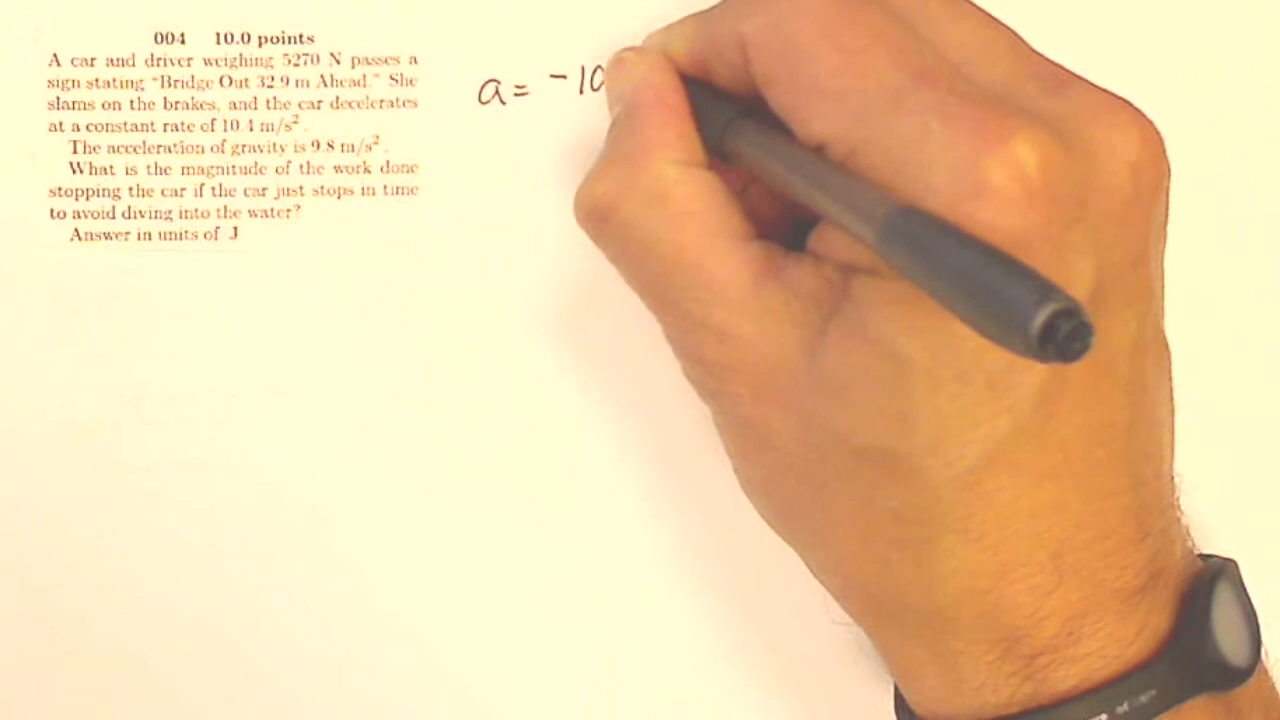 004 10.0 points
A car and driver weighing 5270 N passes a
sign stating "Bridge Out 32.9 m Ahead." She
slams on the brakes, and the car decelerates
at a constant rate of 10.4 m/s².
The acceleration of gravity is 9.8 m/s².
What is the magnitude of the work done
stopping the car if the car just stops in time
to avoid diving into the water?
Answer in units of J
a = -10